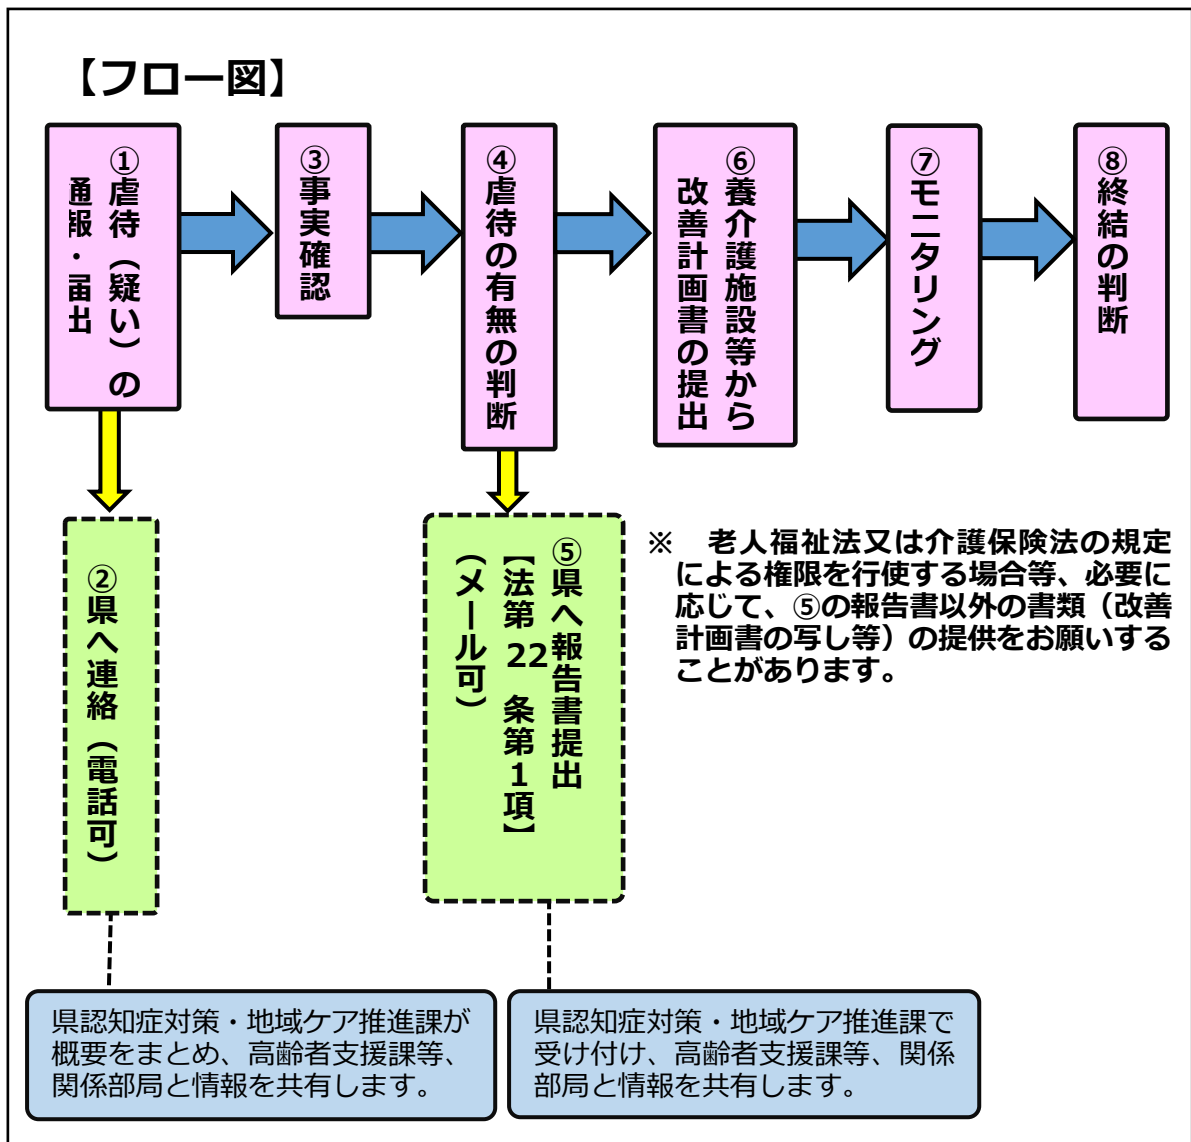 【フロー図】
①虐待（疑い）の
通報・届出
③事実確認
④虐待の有無の判断
⑥養介護施設等から
改善計画書の提出
⑦モニタリング
⑧終結の判断
②県へ連絡（電話可）
⑤県へ報告書提出
【法第22条第1項】
（メール可）
※　老人福祉法又は介護保険法の規定
による権限を行使する場合等、必要に
応じて、⑤の報告書以外の書類（改善
計画書の写し等）の提供をお願いする
ことがあります。
県認知症対策・地域ケア推進課が
概要をまとめ、高齢者支援課等、
関係部局と情報を共有します。
県認知症対策・地域ケア推進課で
受け付け、高齢者支援課等、関係
部局と情報を共有します。